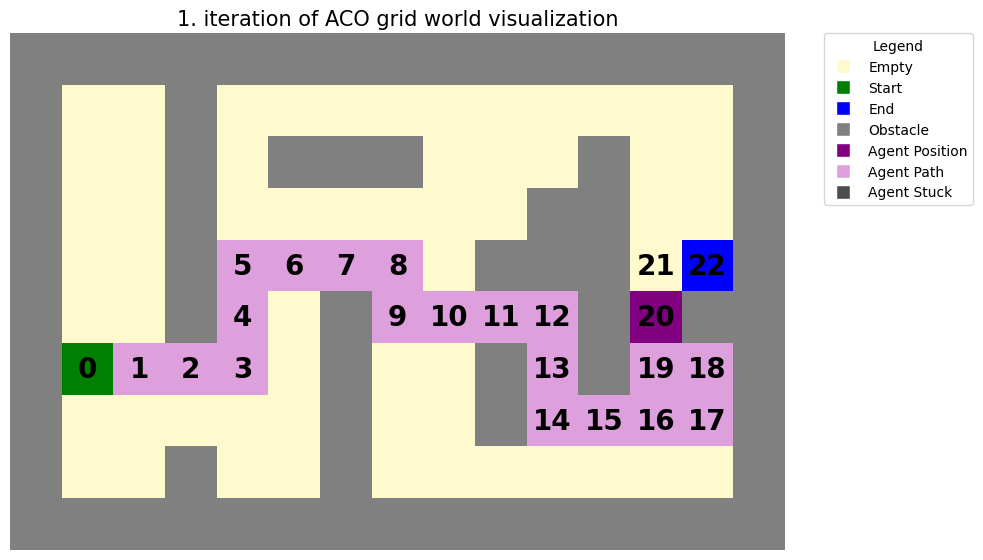 1. iteration of ACO grid world visualization
Legend
Empty
Start
End
Obstacle
Agent Position
Agent Path
Agent Stuck
5 6 7 8 21 22
4 9 10 11 12 20
0 1 2 3 13 19 18
14 15 16 17